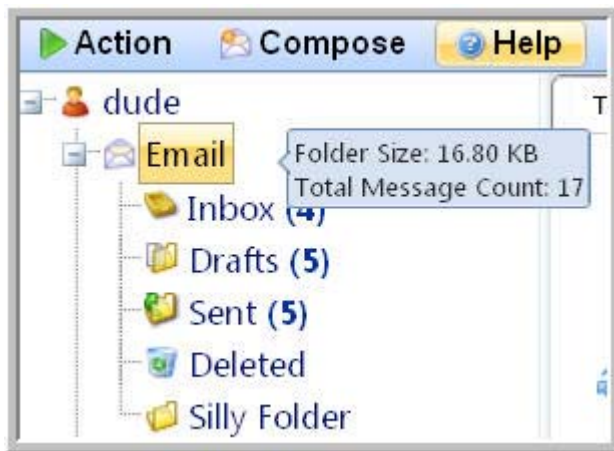 Action Compose Help
dude
Email
Folder Size: 16.80 KB
Total Message Count: 17
Inbox (4)
Drafts (5)
Sent (5)
Deleted
Silly Folder